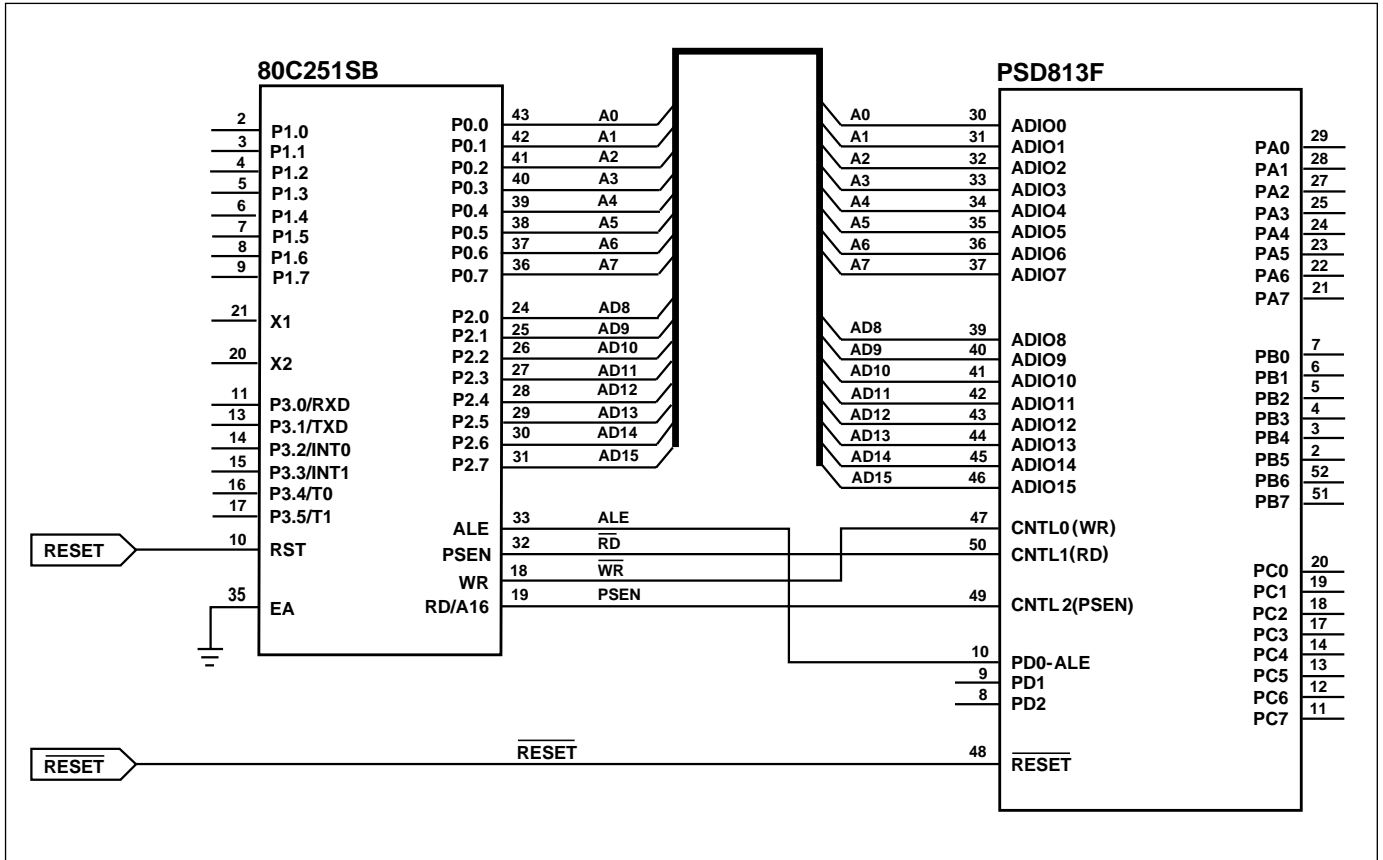 80C251SB
PSD813F
2 P1.0
3 P1.1
4 P1.2
5 P1.3
6 P1.4
7 P1.5
8 P1.6
9 P1.7
21 X1
20 X2
11 P3.0/RXD
13 P3.1/TXD
14 P3.2/INT0
15 P3.3/INT1
16 P3.4/T0
17 P3.5/T1
RESET 10 RST
35 EA
P0.0 43 A0
P0.1 42 A1
P0.2 41 A2
P0.3 40 A3
P0.4 39 A4
P0.5 38 A5
P0.6 37 A6
P0.7 36 A7
P2.0 24 AD8
P2.1 25 AD9
P2.2 26 AD10
P2.3 27 AD11
P2.4 28 AD12
P2.5 29 AD13
P2.6 30 AD14
P2.7 31 AD15
ALE 33 ALE
PSEN 32 RD
WR 18 WR
RD/A16 19 PSEN
A0 30 ADIO0
A1 31 ADIO1
A2 32 ADIO2
A3 33 ADIO3
A4 34 ADIO4
A5 35 ADIO5
A6 36 ADIO6
A7 37 ADIO7
AD8 39 ADIO8
AD9 40 ADIO9
AD10 41 ADIO10
AD11 42 ADIO11
AD12 43 ADIO12
AD13 44 ADIO13
AD14 45 ADIO14
AD15 46 ADIO15
47 CNTL0(WR)
50 CNTL1(RD)
49 CNTL2(PSEN)
10 PD0-ALE
9 PD1
8 PD2
RESET RESET 48 RESET
PA0 29
PA1 28
PA2 27
PA3 25
PA4 24
PA5 23
PA6 22
PA7 21
PB0 7
PB1 6
PB2 5
PB3 4
PB4 3
PB5 2
PB6 52
PB7 51
PC0 20
PC1 19
PC2 18
PC3 17
PC4 14
PC5 13
PC6 12
PC7 11